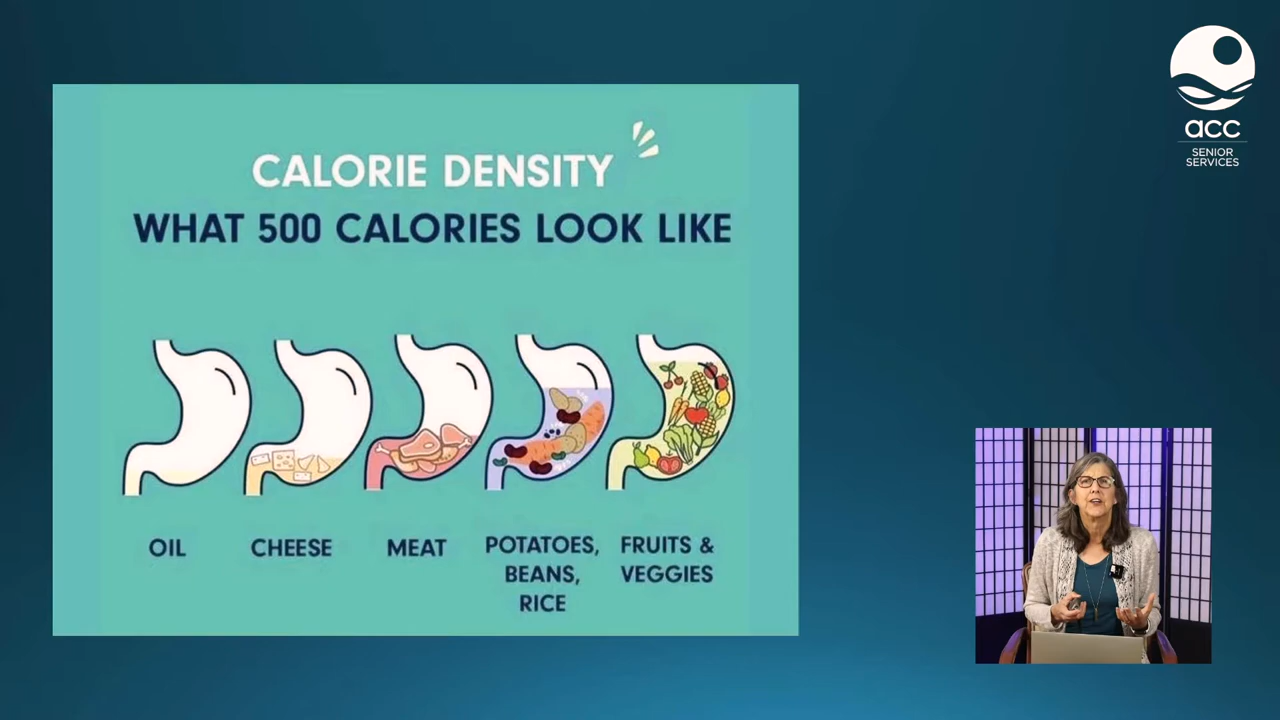 CALORIE DENSITY
WHAT 500 CALORIES LOOK LIKE
OIL
CHEESE
MEAT
POTATOES,
BEANS,
RICE
FRUITS &
VEGGIES
acc
SENIOR
SERVICES